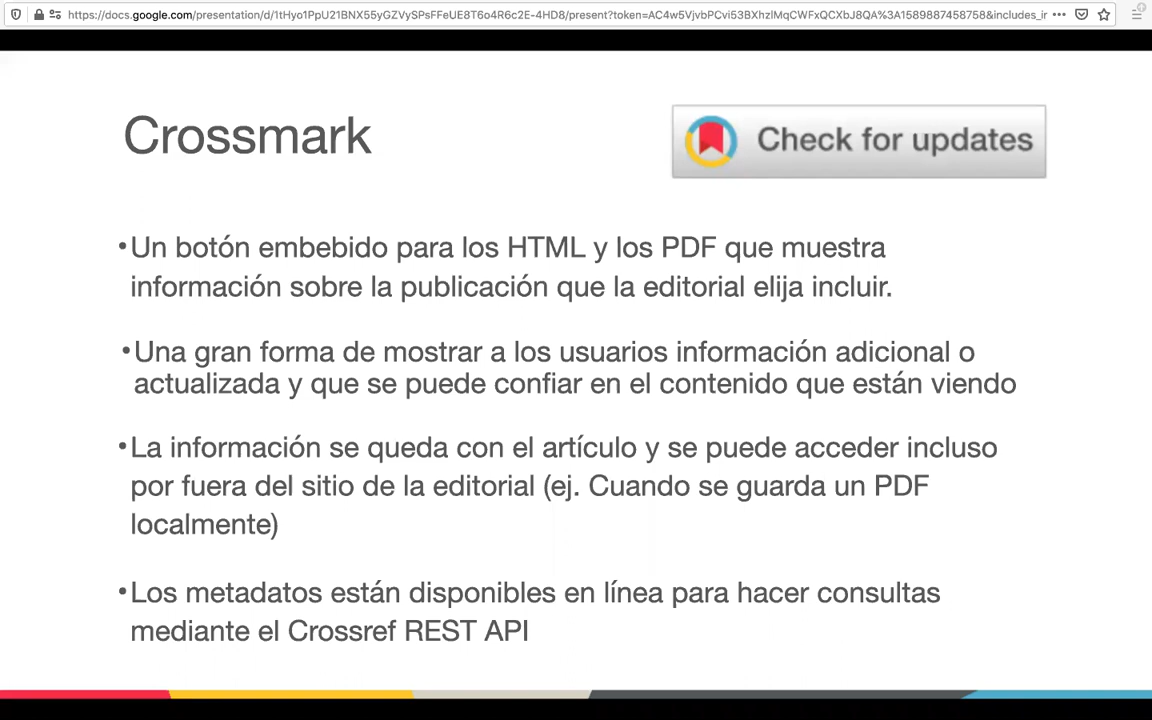 https://docs.google.com/presentation/d/1tHyo1PpU21BNX55yGZVySPsFFeUE8T6o4R6c2E-4HD8/present?token=AC4w5VjvbPCvi53BXhzlMqCWFxQCXbJ8QA%3A1589887458758&includes_ir
Crossmark
Check for updates
•Un botón embebido para los HTML y los PDF que muestra
información sobre la publicación que la editorial elija incluir.
•Una gran forma de mostrar a los usuarios información adicional o
actualizada y que se puede confiar en el contenido que están viendo
•La información se queda con el artículo y se puede acceder incluso
por fuera del sitio de la editorial (ej. Cuando se guarda un PDF
localmente)
•Los metadatos están disponibles en línea para hacer consultas
mediante el Crossref REST API